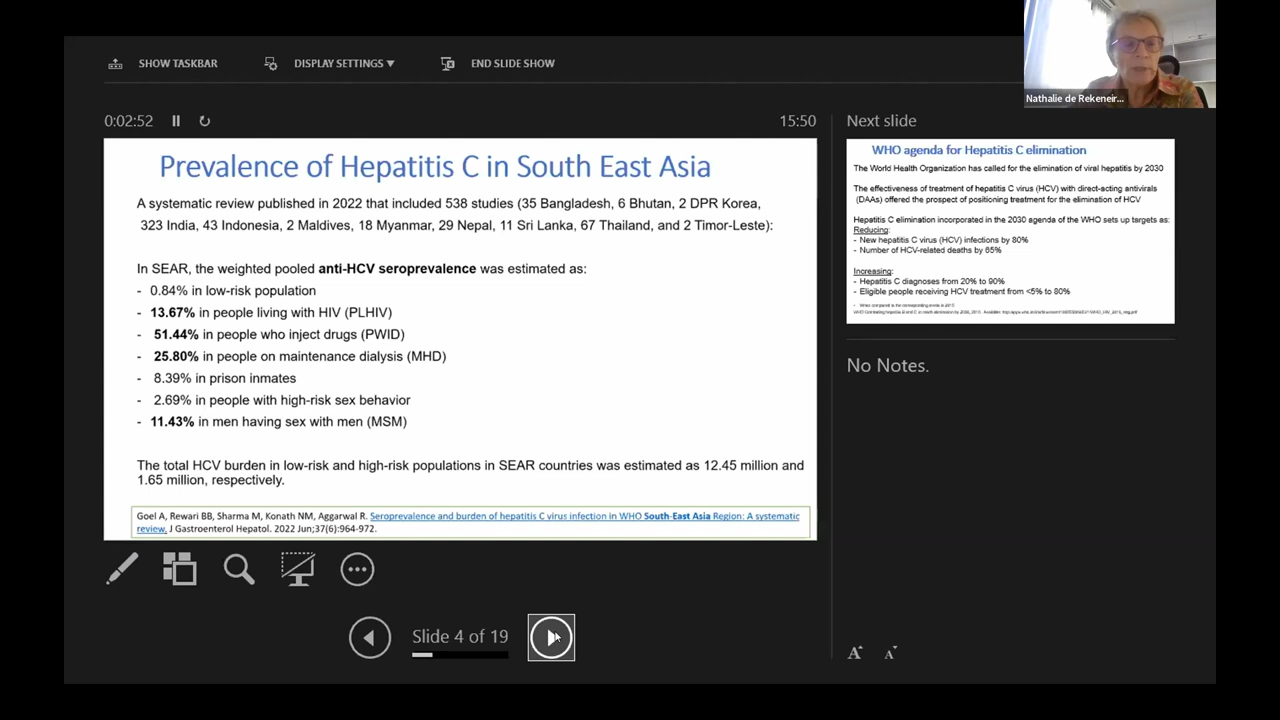 SHOW TASKBAR
DISPLAY SETTINGS
END SLIDE SHOW
Nathalie de Rekeneir...
0:02:52
15:50
Next slide
Prevalence of Hepatitis C in South East Asia
A systematic review published in 2022 that included 538 studies (35 Bangladesh, 6 Bhutan, 2 DPR Korea,
323 India, 43 Indonesia, 2 Maldives, 18 Myanmar, 29 Nepal, 11 Sri Lanka, 67 Thailand, and 2 Timor-Leste):
In SEAR, the weighted pooled anti-HCV seroprevalence was estimated as:
- 0.84% in low-risk population
- 13.67% in people living with HIV (PLHIV)
- 51.44% in people who inject drugs (PWID)
- 25.80% in people on maintenance dialysis (MHD)
- 8.39% in prison inmates
- 2.69% in people with high-risk sex behavior
- 11.43% in men having sex with men (MSM)
The total HCV burden in low-risk and high-risk populations in SEAR countries was estimated as 12.45 million and
1.65 million, respectively.
Goel A, Rewari BB, Sharma M, Konath NM, Aggarwal R. Seroprevalence and burden of hepatitis C virus infection in WHO South-East Asia Region: A systematic
review. J Gastroenterol Hepatol. 2022 Jun;37(6):964-972.
WHO agenda for Hepatitis C elimination
The World Health Organization has called for the elimination of viral hepatitis by 2030
The effectiveness of treatment of hepatitis C virus (HCV) with direct-acting antivirals
(DAAs) offered the prospect of positioning treatment for the elimination of HCV
Hepatitis C elimination incorporated in the 2030 agenda of the WHO sets up targets as:
Reducing:
- New hepatitis C virus (HCV) infections by 80%
- Number of HCV-related deaths by 65%
Increasing:
- Hepatitis C diagnoses from 20% to 90%
- Eligible people receiving HCV treatment from <5% to 80%
No Notes.
Slide 4 of 19
A A